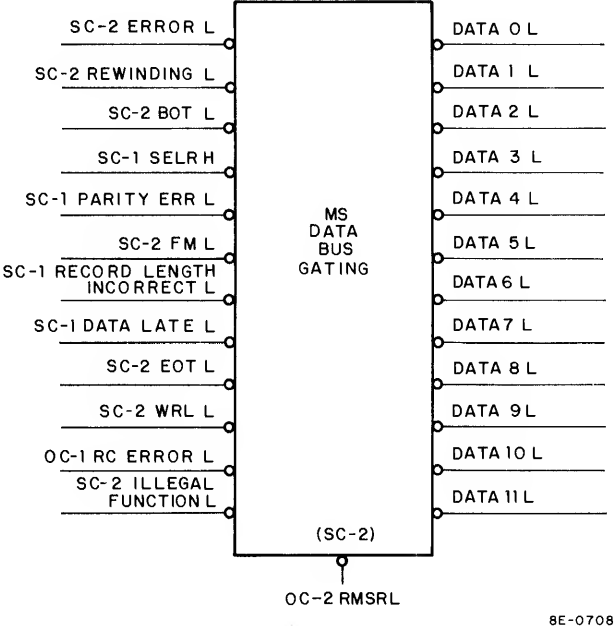 SC-2 ERROR L
SC-2 REWINDING L
SC-2 BOT L
SC-1 SELR H
SC-1 PARITY ERR L
SC-2 FM L
SC-1 RECORD LENGTH
INCORRECT L
SC-1 DATA LATE L
SC-2 EOT L
SC-2 WRL L
OC-1 RC ERROR L
SC-2 ILLEGAL
FUNCTION L
MS
DATA
BUS
GATING
(SC-2)
DATA 0 L
DATA 1 L
DATA 2 L
DATA 3 L
DATA 4 L
DATA 5 L
DATA 6 L
DATA 7 L
DATA 8 L
DATA 9 L
DATA 10 L
DATA 11 L
OC-2 RMSRL
8E-0708